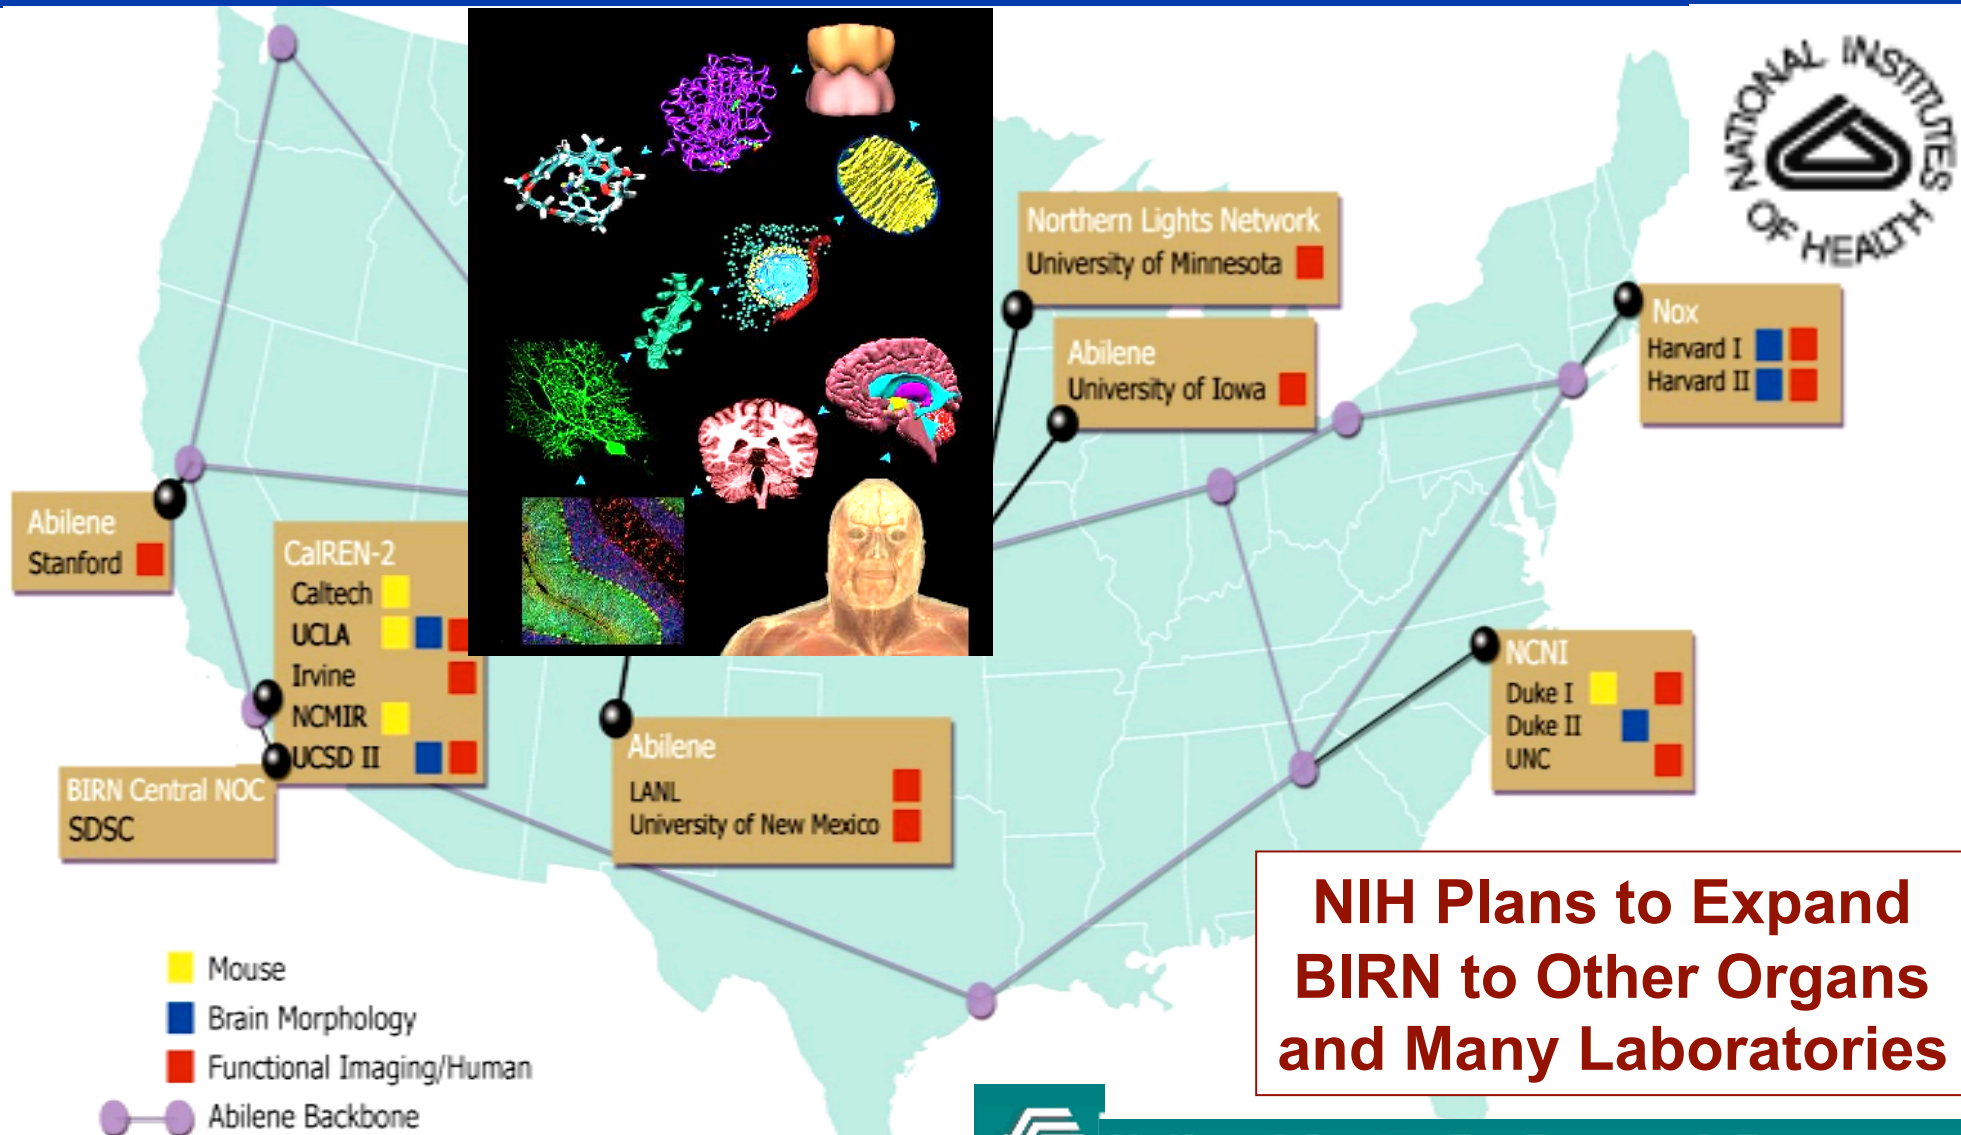 NATIONAL INSTITUTES OF HEALTH
Northern Lights Network
University of Minnesota
Abilene
University of Iowa
Nox
Harvard I
Harvard II
Abilene
Stanford
CalREN-2
Caltech
UCLA
Irvine
NCMIR
UCSD II
BIRN Central NOC
SDSC
Abilene
LANL
University of New Mexico
NCNI
Duke I
Duke II
UNC
Mouse
Brain Morphology
Functional Imaging/Human
Abilene Backbone
NIH Plans to Expand
BIRN to Other Organs
and Many Laboratories